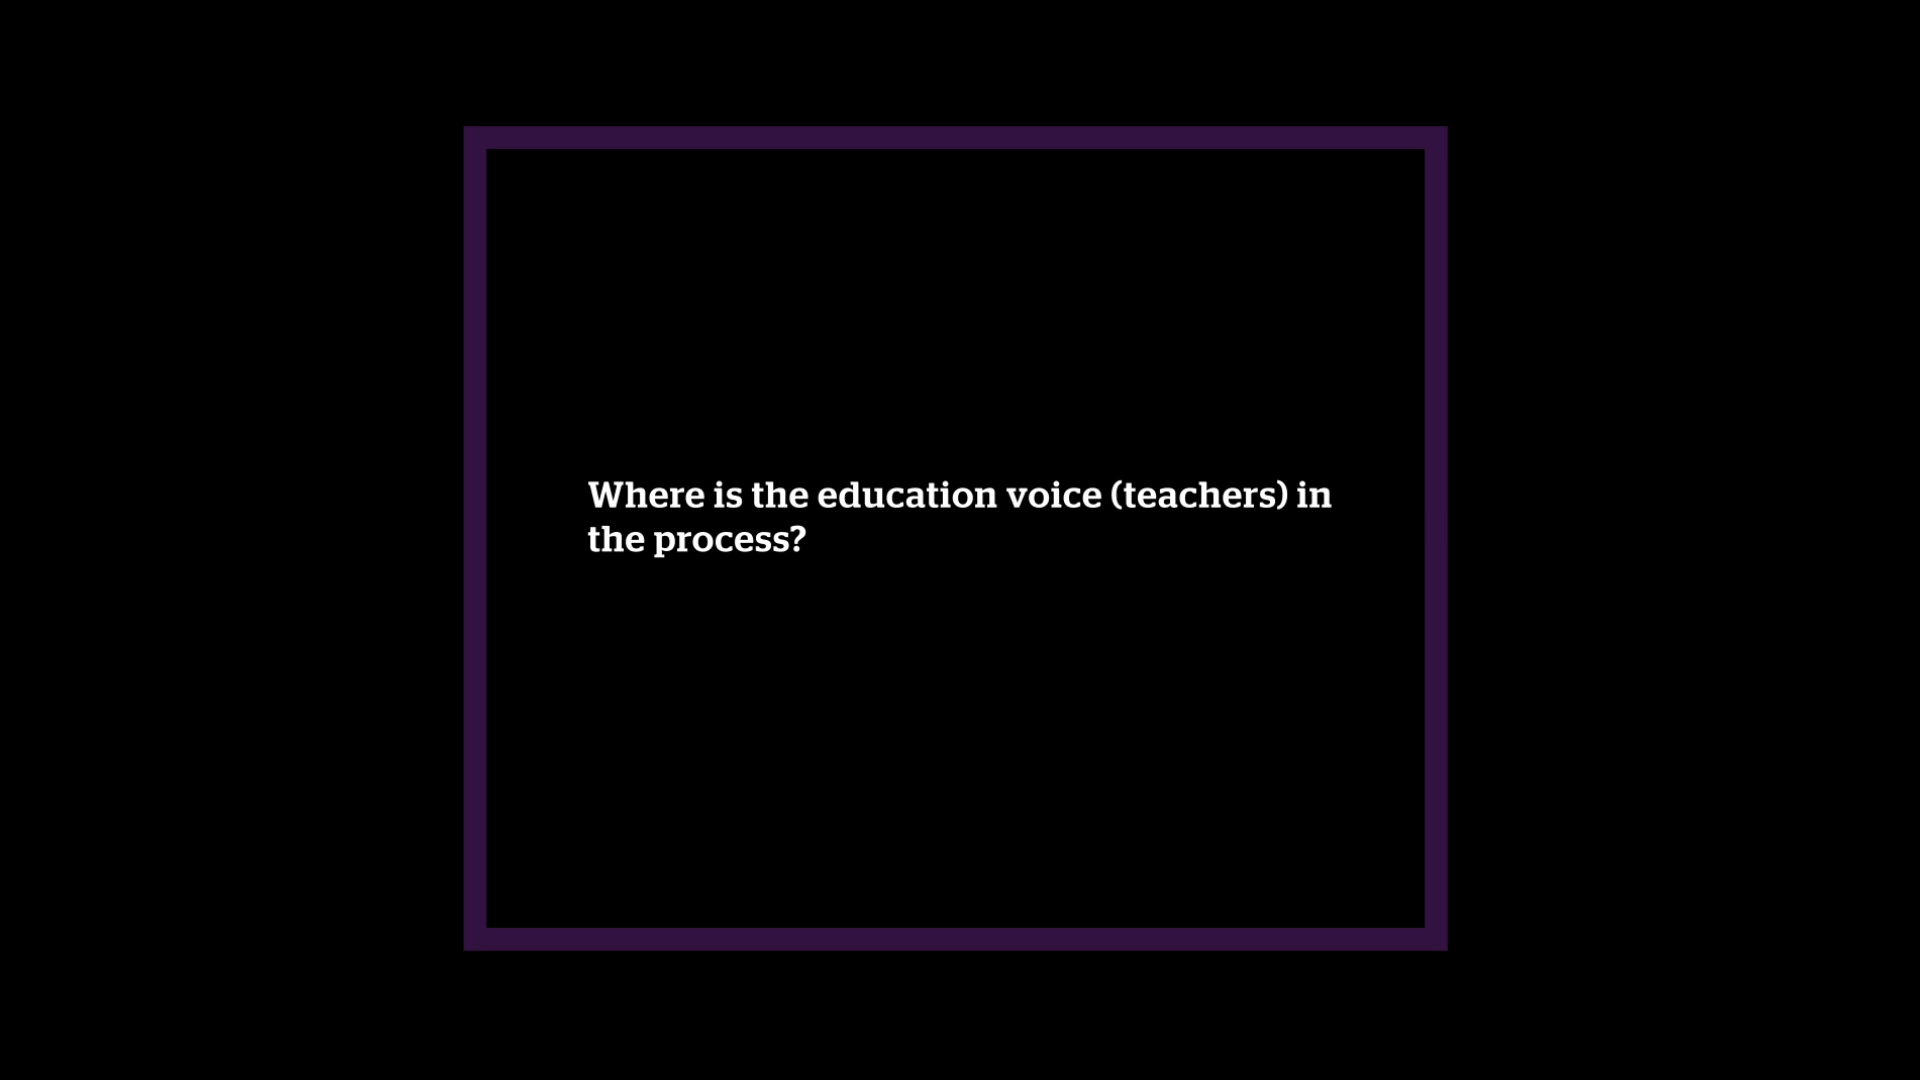 Where is the education voice (teachers) in
the process?